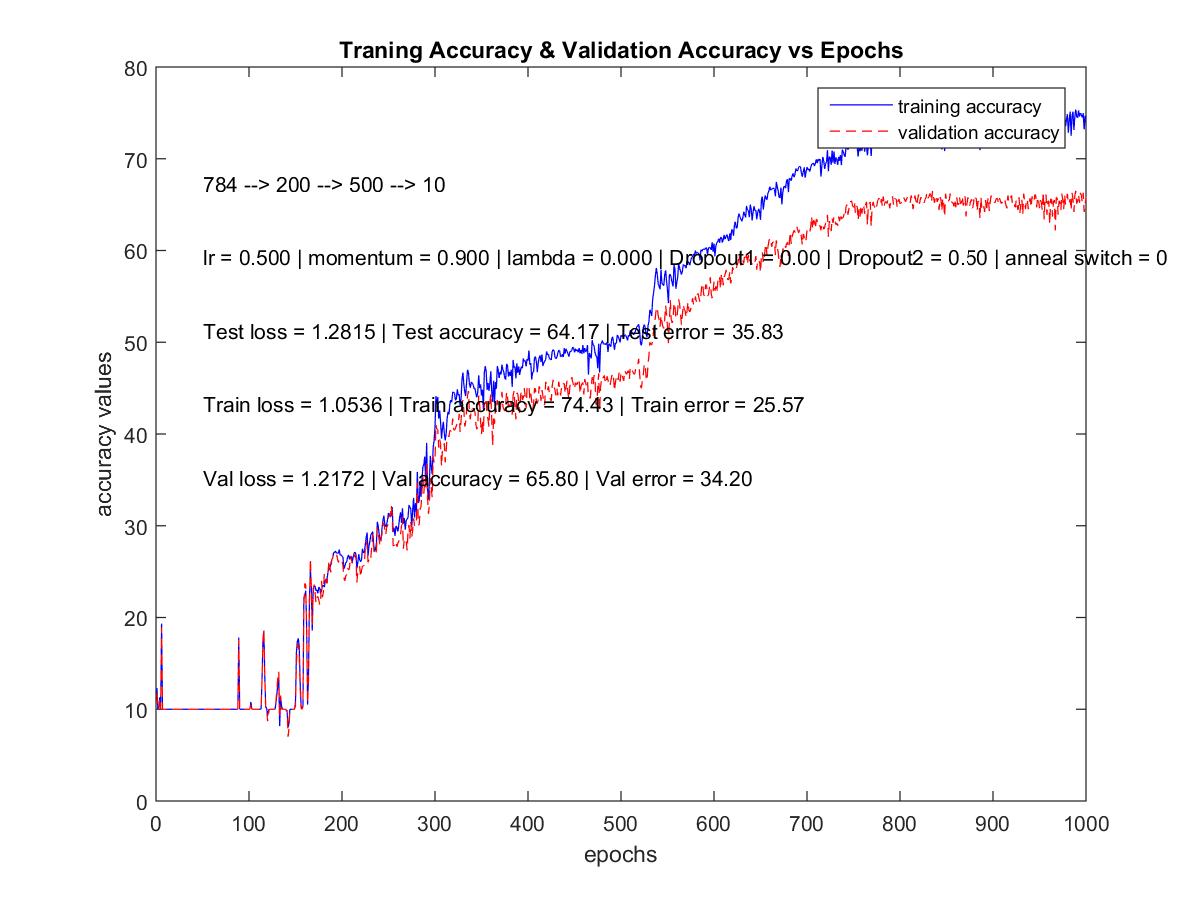 Traning Accuracy & Validation Accuracy vs Epochs
80
70
60
50
40
30
20
10
0
accuracy values
training accuracy
validation accuracy
784 --> 200 --> 500 --> 10
lr = 0.500 | momentum = 0.900 | lambda = 0.000 | Dropout1 = 0.00 | Dropout2 = 0.50 | anneal switch = 0
Test loss = 1.2815 | Test accuracy = 64.17 | Test error = 35.83
Train loss = 1.0536 | Train accuracy = 74.43 | Train error = 25.57
Val loss = 1.2172 | Val accuracy = 65.80 | Val error = 34.20
0 100 200 300 400 500 600 700 800 900 1000
epochs